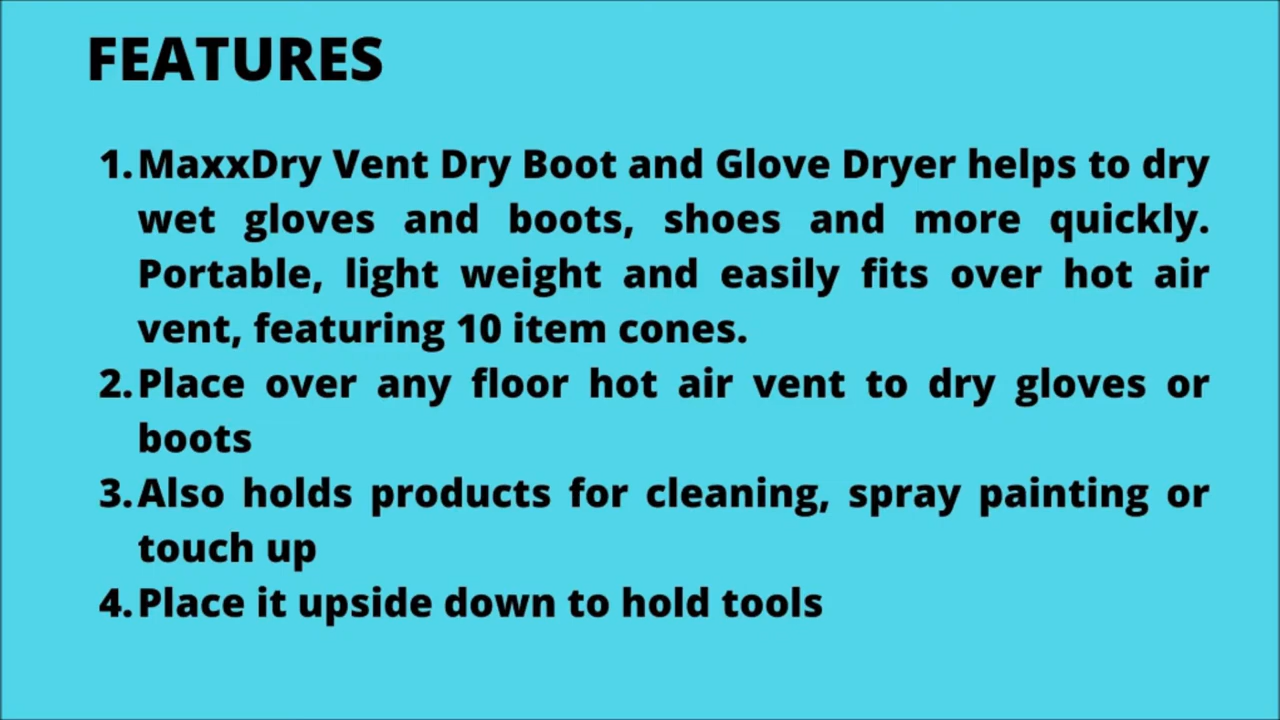 FEATURES
1. MaxxDry Vent Dry Boot and Glove Dryer helps to dry
wet gloves and boots, shoes and more quickly.
Portable, light weight and easily fits over hot air
vent, featuring 10 item cones.
2. Place over any floor hot air vent to dry gloves or
boots
3. Also holds products for cleaning, spray painting or
touch up
4. Place it upside down to hold tools